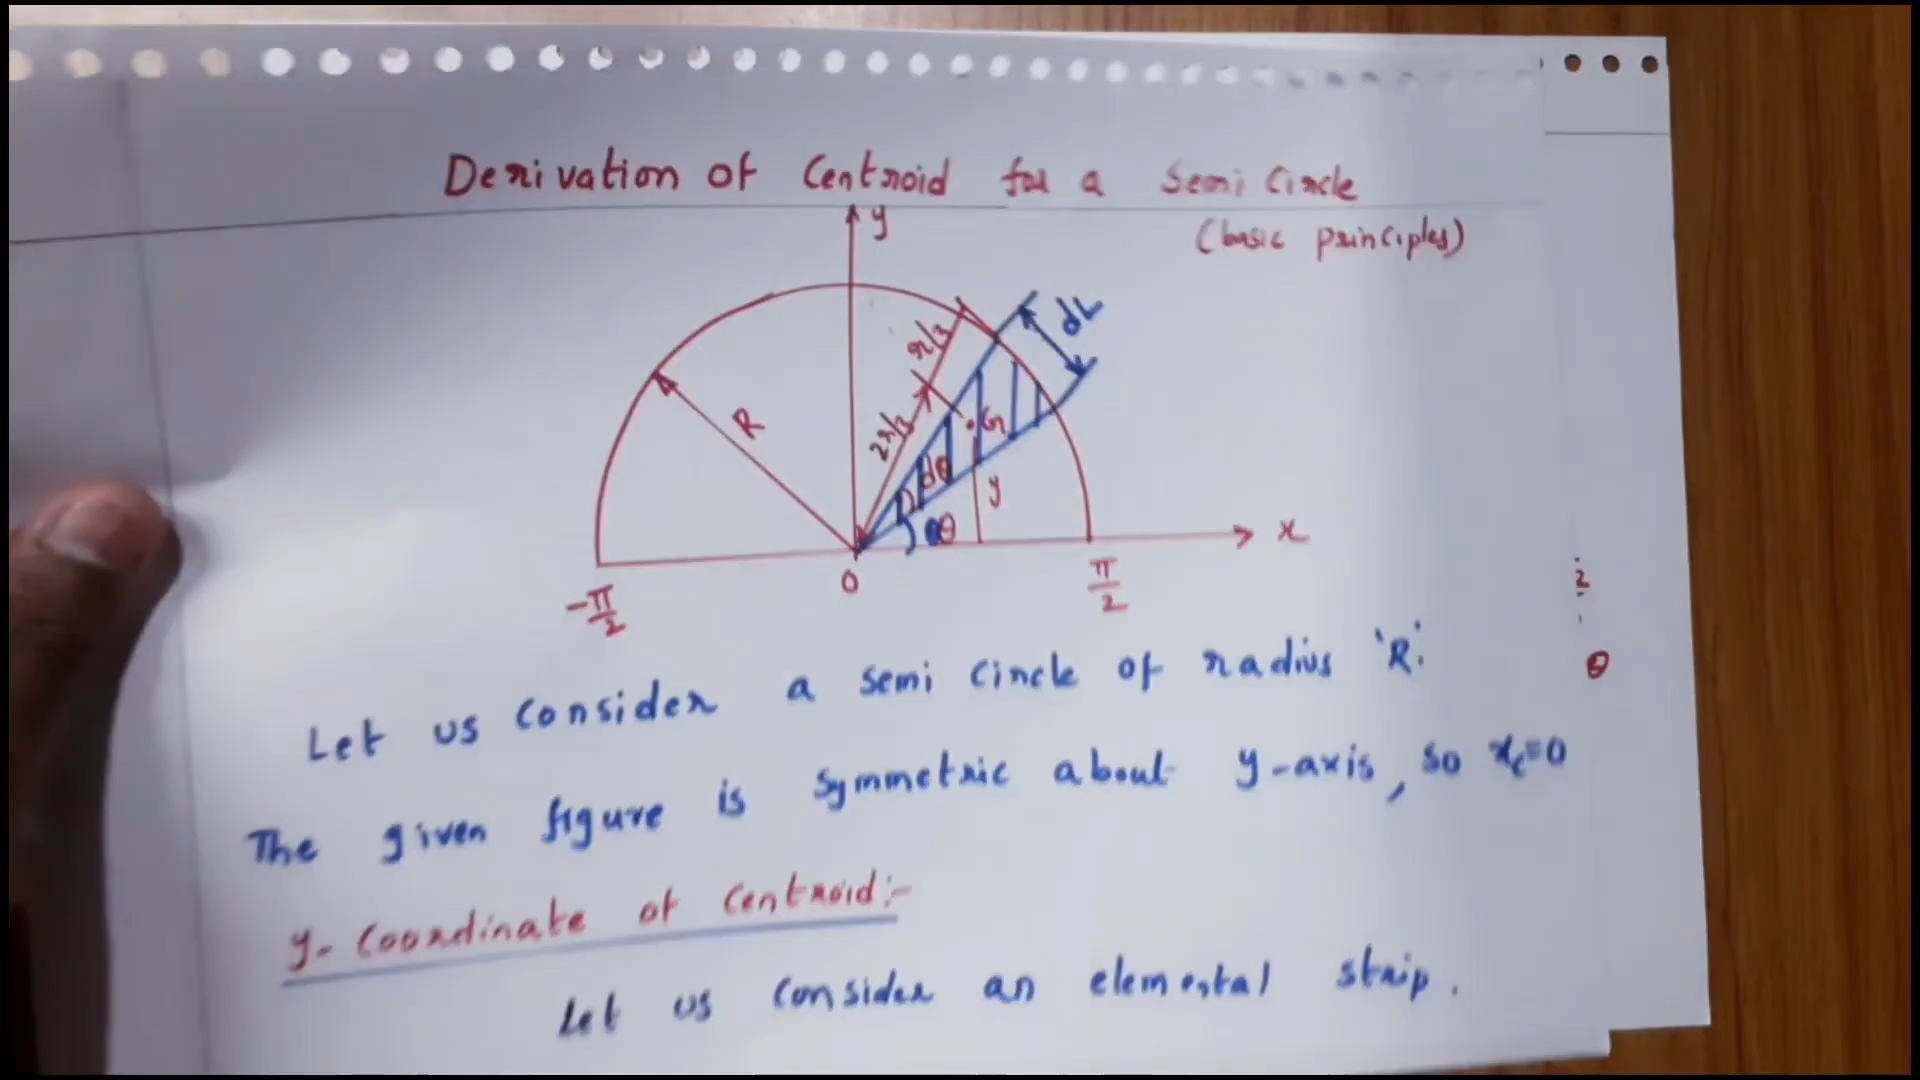 Derivation of Centroid for a Semi Circle
(basic principles)
y
dL
r/3
R
2r/3
G
dθ
y
θ
x
0
-π/2
π/2
2
θ
Let us consider a semi circle of radius 'R'.
The given figure is symmetric about y-axis, so xc=0
y-coordinate of centroid:-
Let us consider an elemental strip.